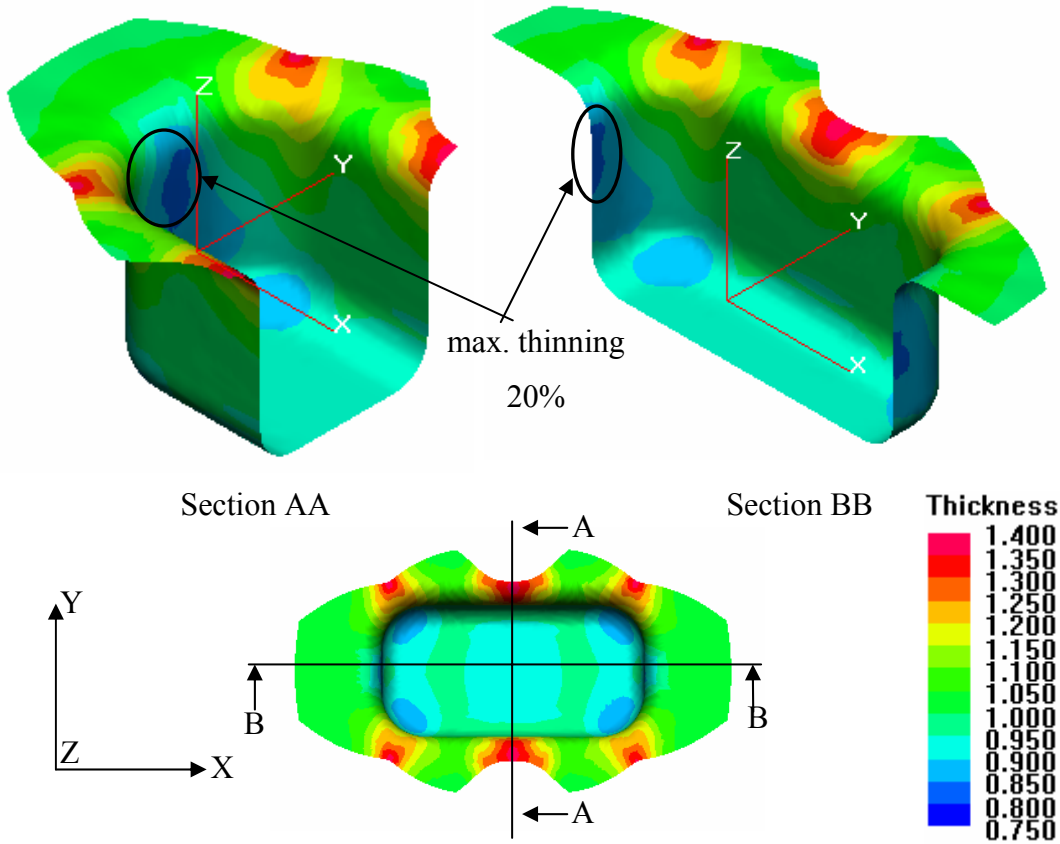 Z
Y
X
Z
Y
X
max. thinning
20%
Section AA
Section BB
A
A
B
B
Y
Z
X
Thickness
1.400
1.350
1.300
1.250
1.200
1.150
1.100
1.050
1.000
0.950
0.900
0.850
0.800
0.750